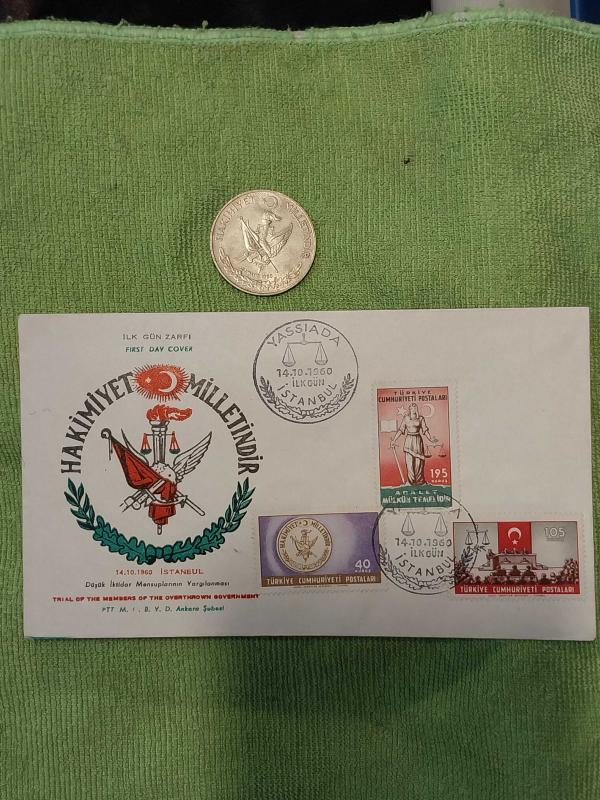 HAKİMİYET MİLLETİNDİR
İLK GÜN ZARFI
FIRST DAY COVER
HAKİMİYET MİLLETİNDİR
14.10.1960 İSTANBUL
Düşük İktidar Mensuplarının Yargılanması
TRIAL OF THE MEMBERS OF THE OVERTHROWN GOVERNMENT
B. Y. D. Ankara Şubesi
YASSIADA
14.10.1960
İLKGÜN
İSTANBUL
TÜRKİYE
CUMHURİYETİ POSTALARI
195
KURUŞ
ADALET
MÜLKÜN TEMELİDİR
HAKİMİYET MİLLETİNDİR
40
KURUŞ
TÜRKİYE CUMHURİYETİ POSTALARI
14.10.1960
İLKGÜN
İSTANBUL
105
KURUŞ
TÜRKİYE CUMHURİYETİ POSTALARI